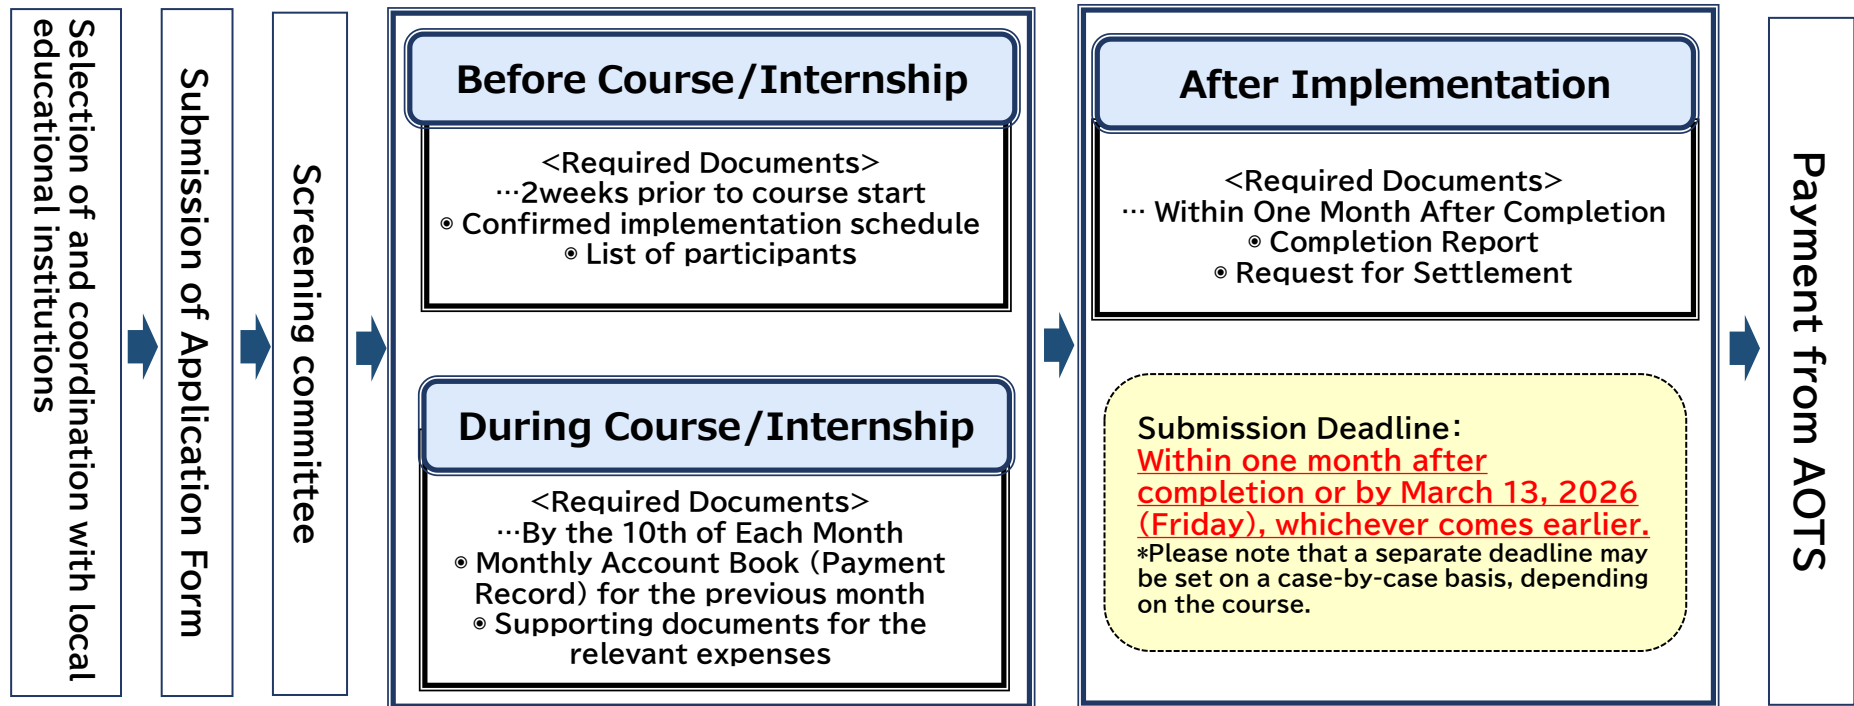 Selection of and coordination with local
educational institutions
Submission of Application Form
Screening committee
Before Course/Internship
<Required Documents>
…2weeks prior to course start
◉ Confirmed implementation schedule
◉ List of participants
During Course/Internship
<Required Documents>
…By the 10th of Each Month
◉ Monthly Account Book (Payment
Record) for the previous month
◉ Supporting documents for the
relevant expenses
After Implementation
<Required Documents>
… Within One Month After Completion
◉ Completion Report
◉ Request for Settlement
Submission Deadline:
Within one month after
completion or by March 13, 2026
(Friday), whichever comes earlier.
*Please note that a separate deadline may
be set on a case-by-case basis, depending
on the course.
Payment from AOTS